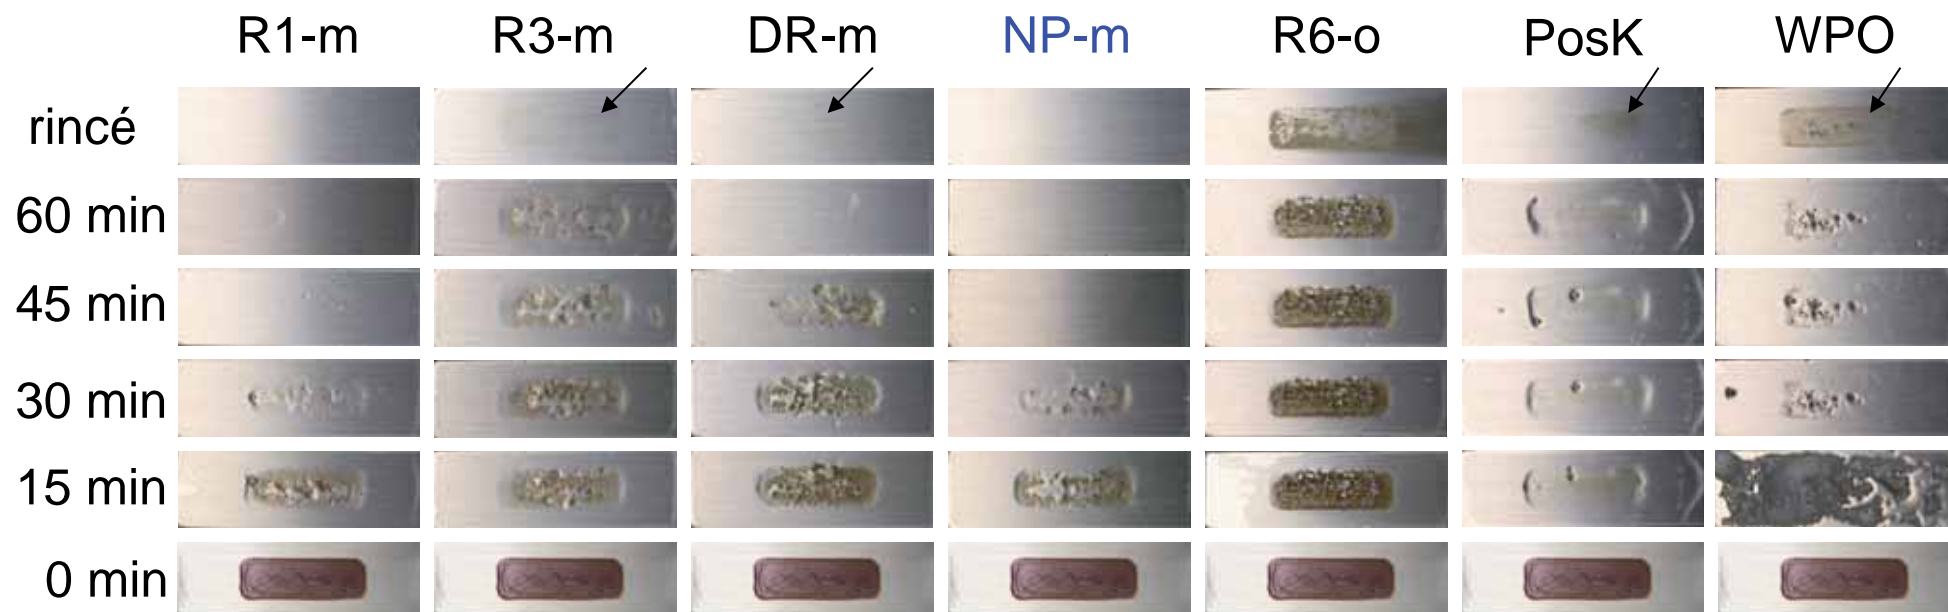 R1-m R3-m DR-m NP-m R6-o PosK WPO
rincé
60 min
45 min
30 min
15 min
0 min